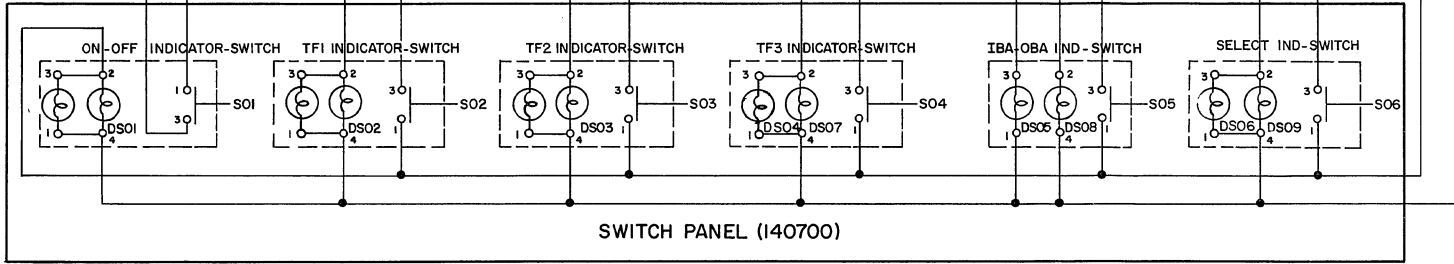 ON-OFF INDICATOR-SWITCH TF1 INDICATOR-SWITCH TF2 INDICATOR-SWITCH TF3 INDICATOR-SWITCH IBA-OBA IND-SWITCH SELECT IND-SWITCH
3 2 1 3 2 3 3 2 3 3 2 3 3 2 3 3 2 3
S01 S02 S03 S04 S05 S06
3 1 1 1 1 1
DS01 DS02 DS03 DS04 DS07 DS05 DS08 DS06 DS09
1 4 1 4 1 4 1 4 1 4 1 4
SWITCH PANEL (140700)